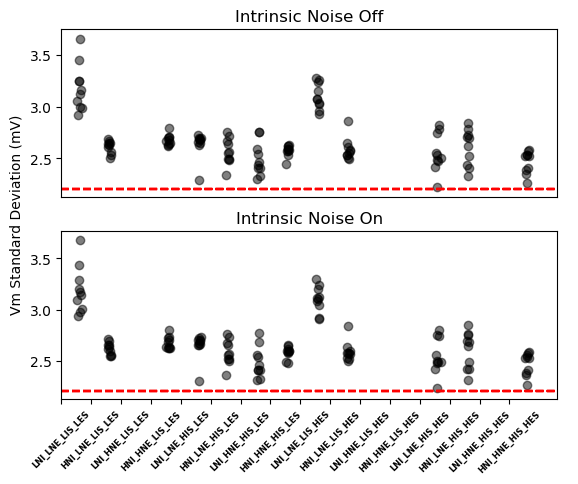 Intrinsic Noise Off
3.5
3.0
2.5
Intrinsic Noise On
3.5
3.0
2.5
Vm Standard Deviation (mV)
LNI_LNE_LIS_LES
HNI_LNE_LIS_LES
LNI_HNE_LIS_LES
HNI_HNE_LIS_LES
LNI_LNE_HIS_LES
HNI_LNE_HIS_LES
LNI_HNE_HIS_LES
HNI_HNE_HIS_LES
LNI_LNE_LIS_HES
HNI_LNE_LIS_HES
LNI_HNE_LIS_HES
HNI_HNE_LIS_HES
LNI_LNE_HIS_HES
HNI_LNE_HIS_HES
LNI_HNE_HIS_HES
HNI_HNE_HIS_HES